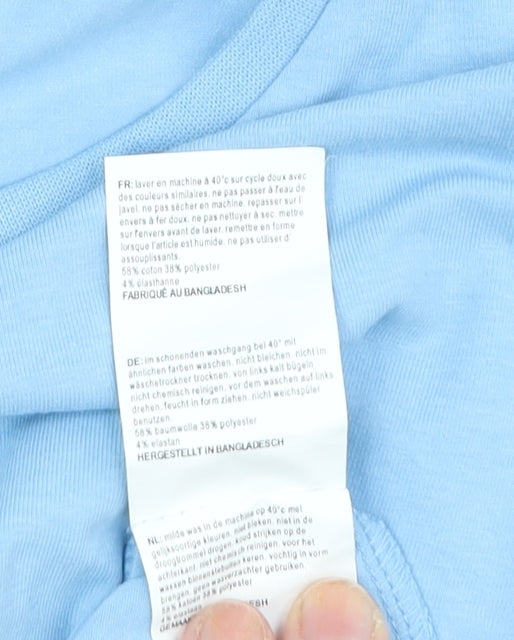 FR: laver en machine à 40°c sur cycle doux avec
des couleurs similaires. ne pas passer à l'eau de
javel. ne pas sécher en machine. repasser sur l'
envers à fer doux. ne pas nettoyer à sec. mettre
sur l'envers avant de laver. remettre en forme
lorsque l'article est humide. ne pas utiliser d'
assouplissants.
58% coton 38% polyester
4% élasthanne
FABRIQUÉ AU BANGLADESH
DE: im schonenden waschgang bei 40° mit
ähnlichen farben waschen. nicht bleichen. nicht im
wäschetrockner trocknen. von links kalt bügeln
nicht chemisch reinigen. vor dem waschen auf links
drehen. feucht in form ziehen. nicht weichspüler
benutzen.
58% baumwolle 38% polyester
4% elastan
HERGESTELLT IN BANGLADESCH
NL: milde was in de machine op 40°c met
gelijksoortige kleuren. niet bleken. niet in de
droogtrommel drogen. koud strijken op de
achterkant. niet chemisch reinigen. voor het
wassen binnenstebuiten keren. vochtig in vorm
brengen. geen wasverzachter gebruiken.
58% katoen 38% polyester